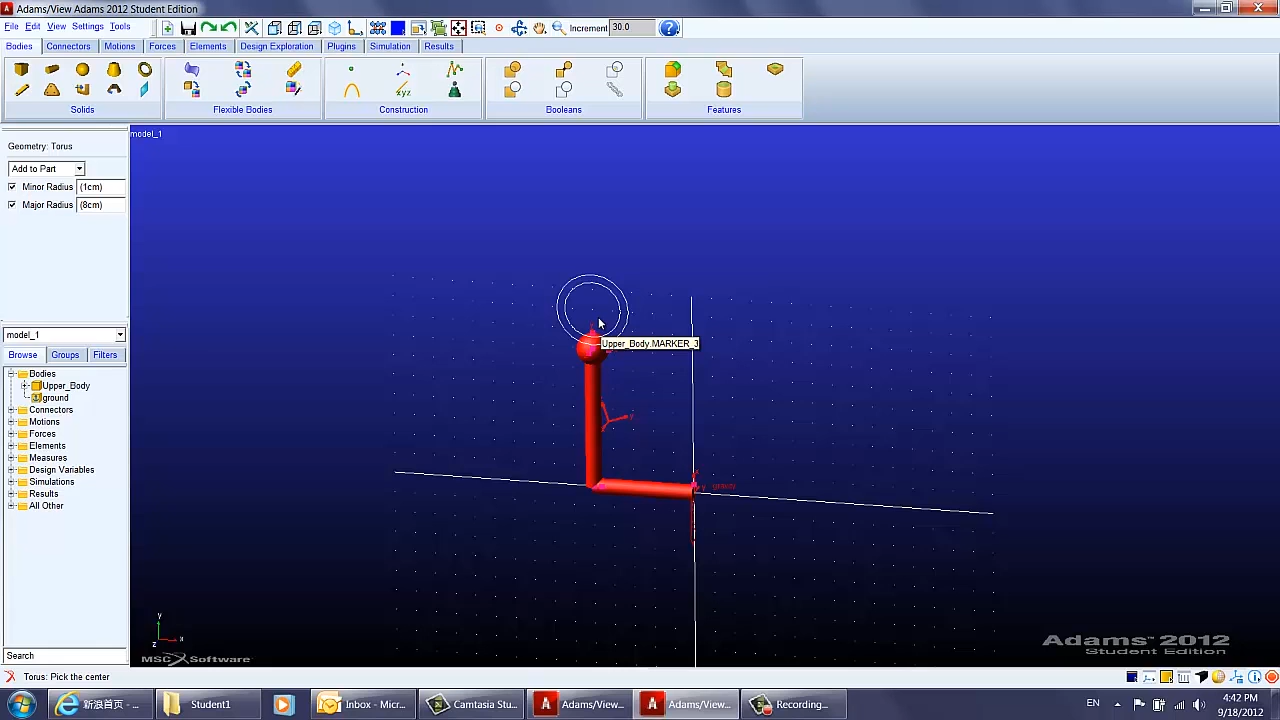 Adams/View Adams 2012 Student Edition
File Edit View Settings Tools
Increment 30.0
Bodies Connectors Motions Forces Elements Design Exploration Plugins Simulation Results
Solids Flexible Bodies Construction Booleans Features
model_1
Geometry: Torus
Add to Part
Minor Radius (1cm)
Major Radius (8cm)
Upper_Body.MARKER_3
y
gravity
y
model_1
Browse Groups Filters
Bodies
Upper_Body
ground
Connectors
Motions
Forces
Elements
Measures
Design Variables
Simulations
Results
All Other
y
x
z
Search
MSC Software
Adams™ 2012
Student Edition
Torus: Pick the center
新浪首页 - ...
Student1
Inbox - Micr...
Camtasia Stu...
Adams/View...
Adams/View...
Recording...
EN
4:42 PM
9/18/2012